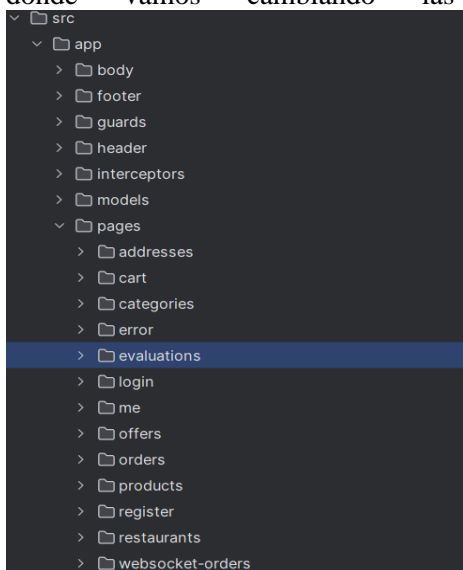 donde vamos cambiando las
src
app
body
footer
guards
header
interceptors
models
pages
addresses
cart
categories
error
evaluations
login
me
offers
orders
products
register
restaurants
websocket-orders